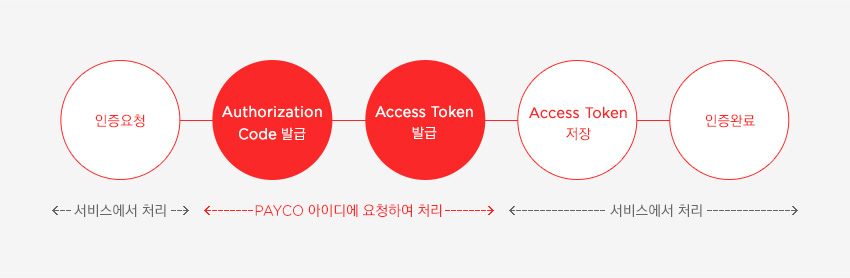 인증요청
Authorization
Code 발급
Access Token
발급
Access Token
저장
인증완료
서비스에서 처리
PAYCO 아이디에 요청하여 처리
서비스에서 처리